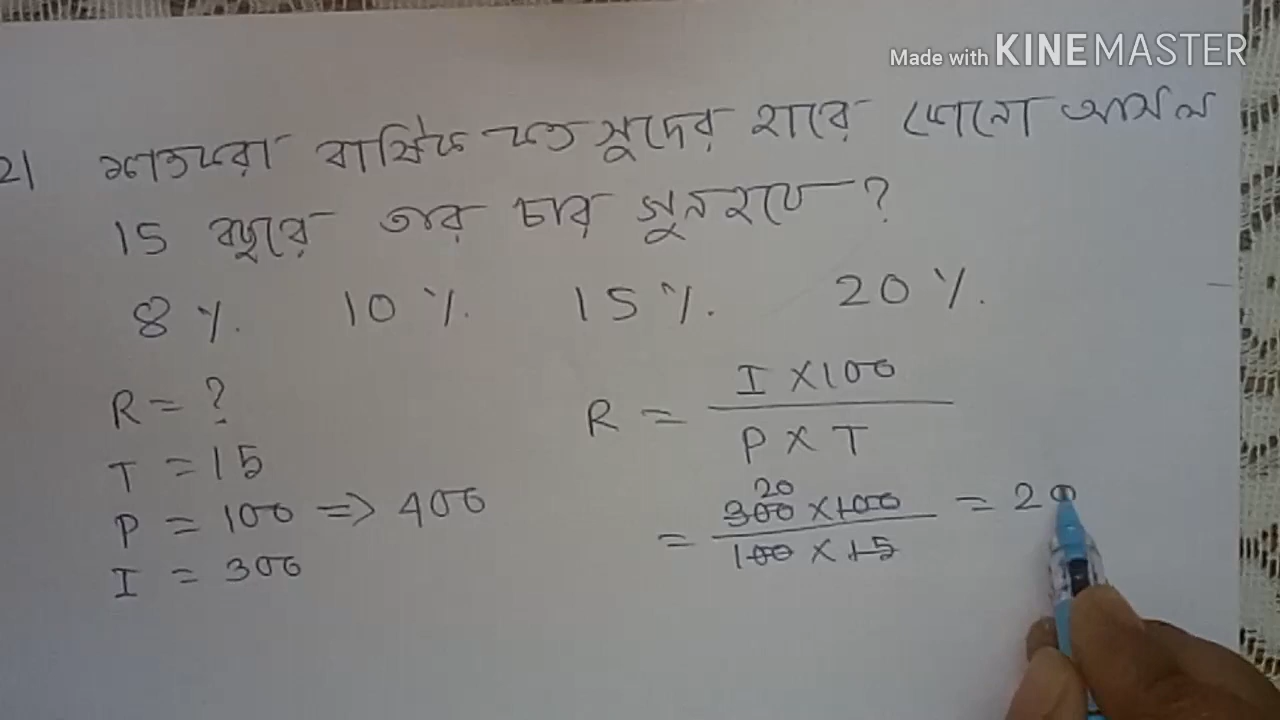 Made with KINEMASTER
21 শতকরা বার্ষিক কত সুদের হারে কোনো আসল
15 বছরে তার চার গুন হবে ?
8 %. 10 %. 15 %. 20 %.
R = ?
T = 15
P = 100 => 400
I = 300
R = I X 100
P X T
20
= 300 X 100 = 20
100 X 15